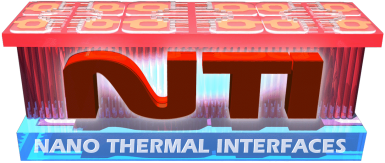 NTI
NANO THERMAL INTERFACES